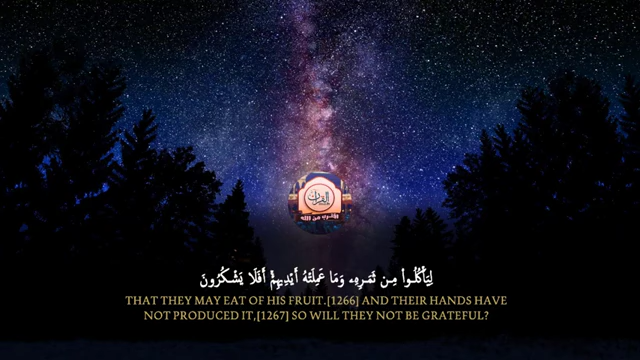 القرآن
لِيَأْكُلُوا۟ مِن ثَمَرِهِۦ وَمَا عَمِلَتْهُ أَيْدِيهِمْ ۖ أَفَلَا يَشْكُرُونَ
THAT THEY MAY EAT OF HIS FRUIT.[1266] AND THEIR HANDS HAVE
NOT PRODUCED IT,[1267] SO WILL THEY NOT BE GRATEFUL?